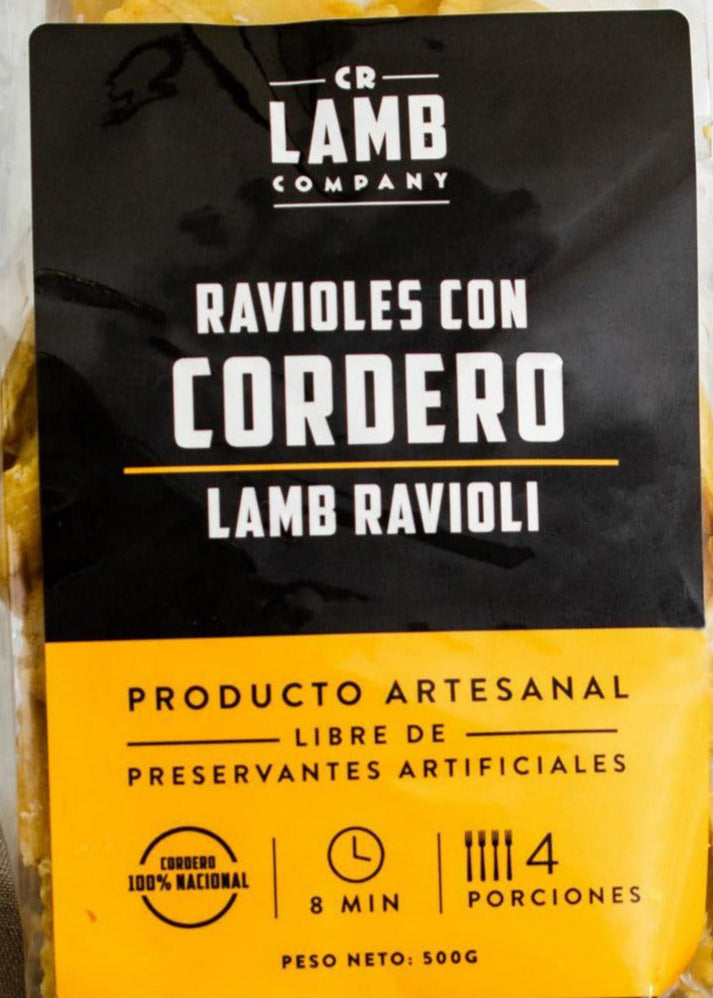 CR
LAMB
COMPANY
RAVIOLES CON
CORDERO
LAMB RAVIOLI
PRODUCTO ARTESANAL
LIBRE DE
PRESERVANTES ARTIFICIALES
CORDERO
100% NACIONAL
8 MIN
4
PORCIONES
PESO NETO: 500G